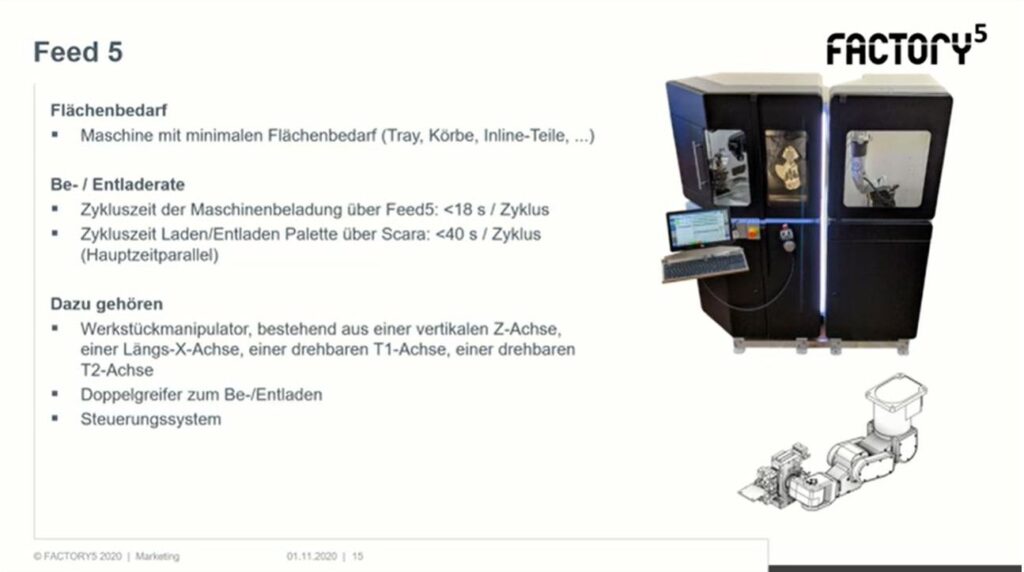 Feed 5
FACTORY5
Flächenbedarf
▪ Maschine mit minimalen Flächenbedarf (Tray, Körbe, Inline-Teile, ...)
Be- / Entladerate
▪ Zykluszeit der Maschinenbeladung über Feed5: <18 s / Zyklus
▪ Zykluszeit Laden/Entladen Palette über Scara: <40 s / Zyklus
(Hauptzeitparallel)
Dazu gehören
▪ Werkstückmanipulator, bestehend aus einer vertikalen Z-Achse,
einer Längs-X-Achse, einer drehbaren T1-Achse, einer drehbaren
T2-Achse
▪ Doppelgreifer zum Be-/Entladen
▪ Steuerungssystem
© FACTORY5 2020 | Marketing
01.11.2020 | 15